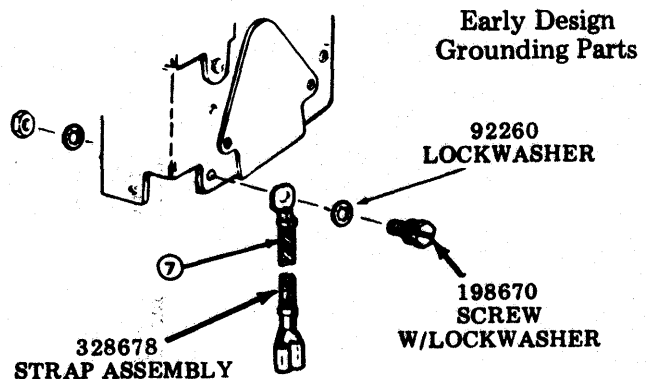 Early Design
Grounding Parts
92260
LOCKWASHER
7
198670
SCREW
W/LOCKWASHER
328678
STRAP ASSEMBLY